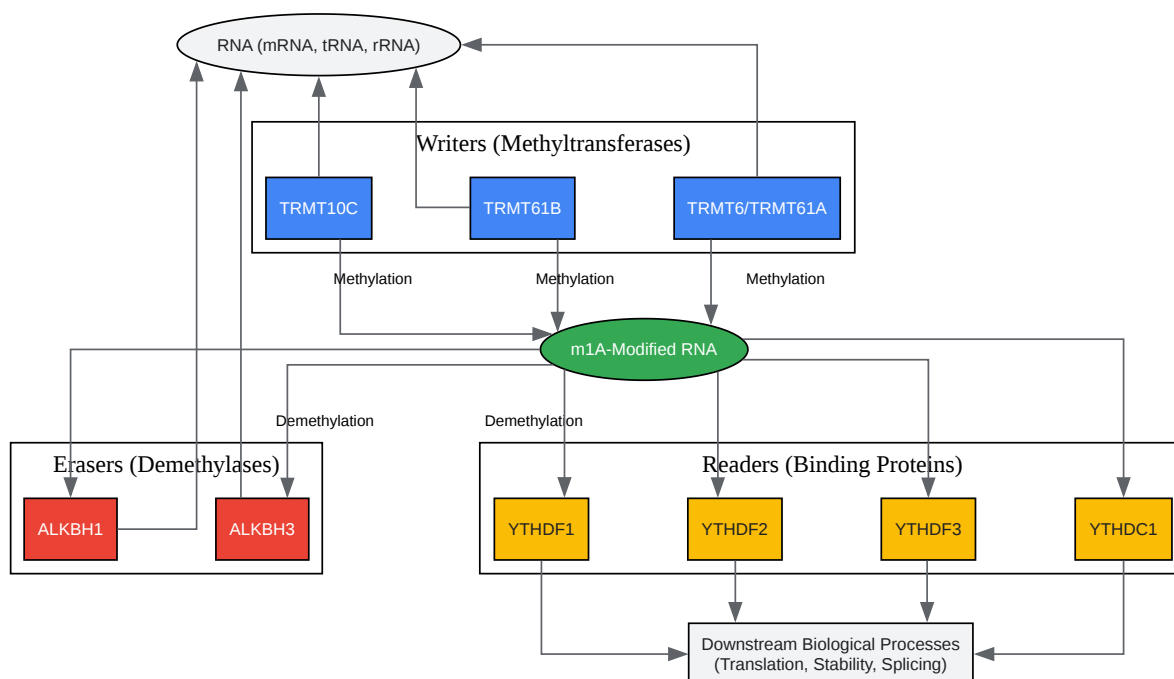 RNA (mRNA, tRNA, rRNA)
Writers (Methyltransferases)
TRMT10C
TRMT61B
TRMT6/TRMT61A
Methylation
Methylation
Methylation
m1A-Modified RNA
Demethylation
Demethylation
Erasers (Demethylases)
Readers (Binding Proteins)
ALKBH1
ALKBH3
YTHDF1
YTHDF2
YTHDF3
YTHDC1
Downstream Biological Processes
(Translation, Stability, Splicing)